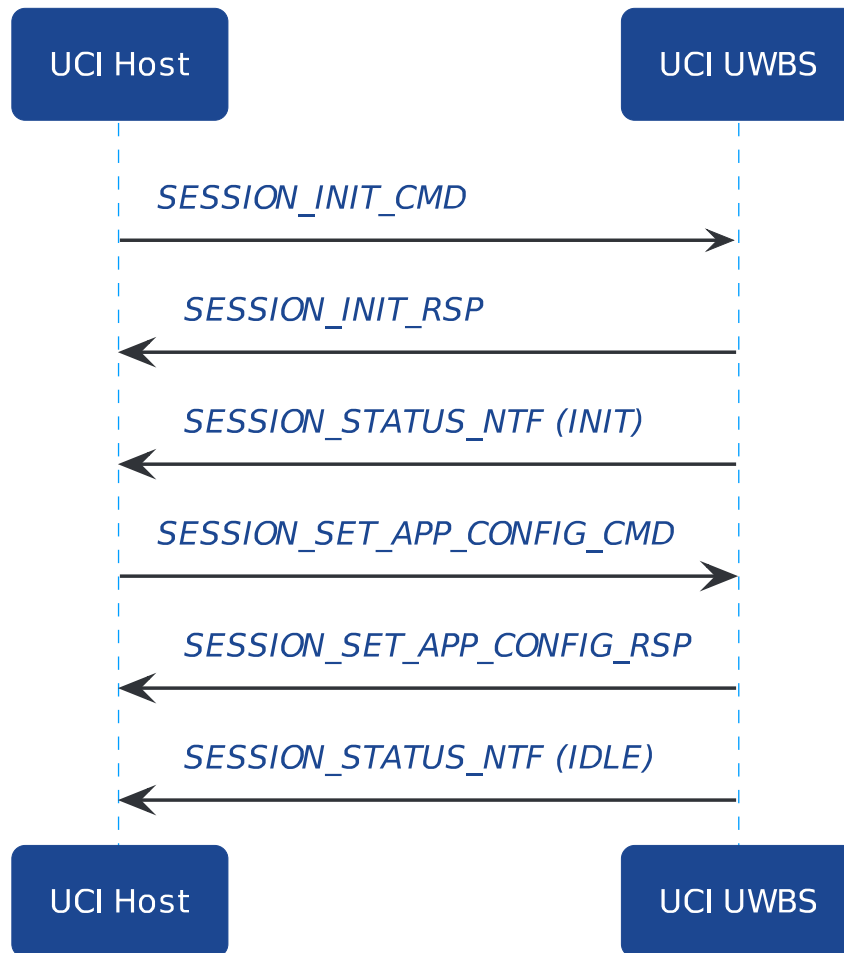 UCI Host
UCI UWBS
SESSION_INIT_CMD
SESSION_INIT_RSP
SESSION_STATUS_NTF (INIT)
SESSION_SET_APP_CONFIG_CMD
SESSION_SET_APP_CONFIG_RSP
SESSION_STATUS_NTF (IDLE)
UCI Host
UCI UWBS